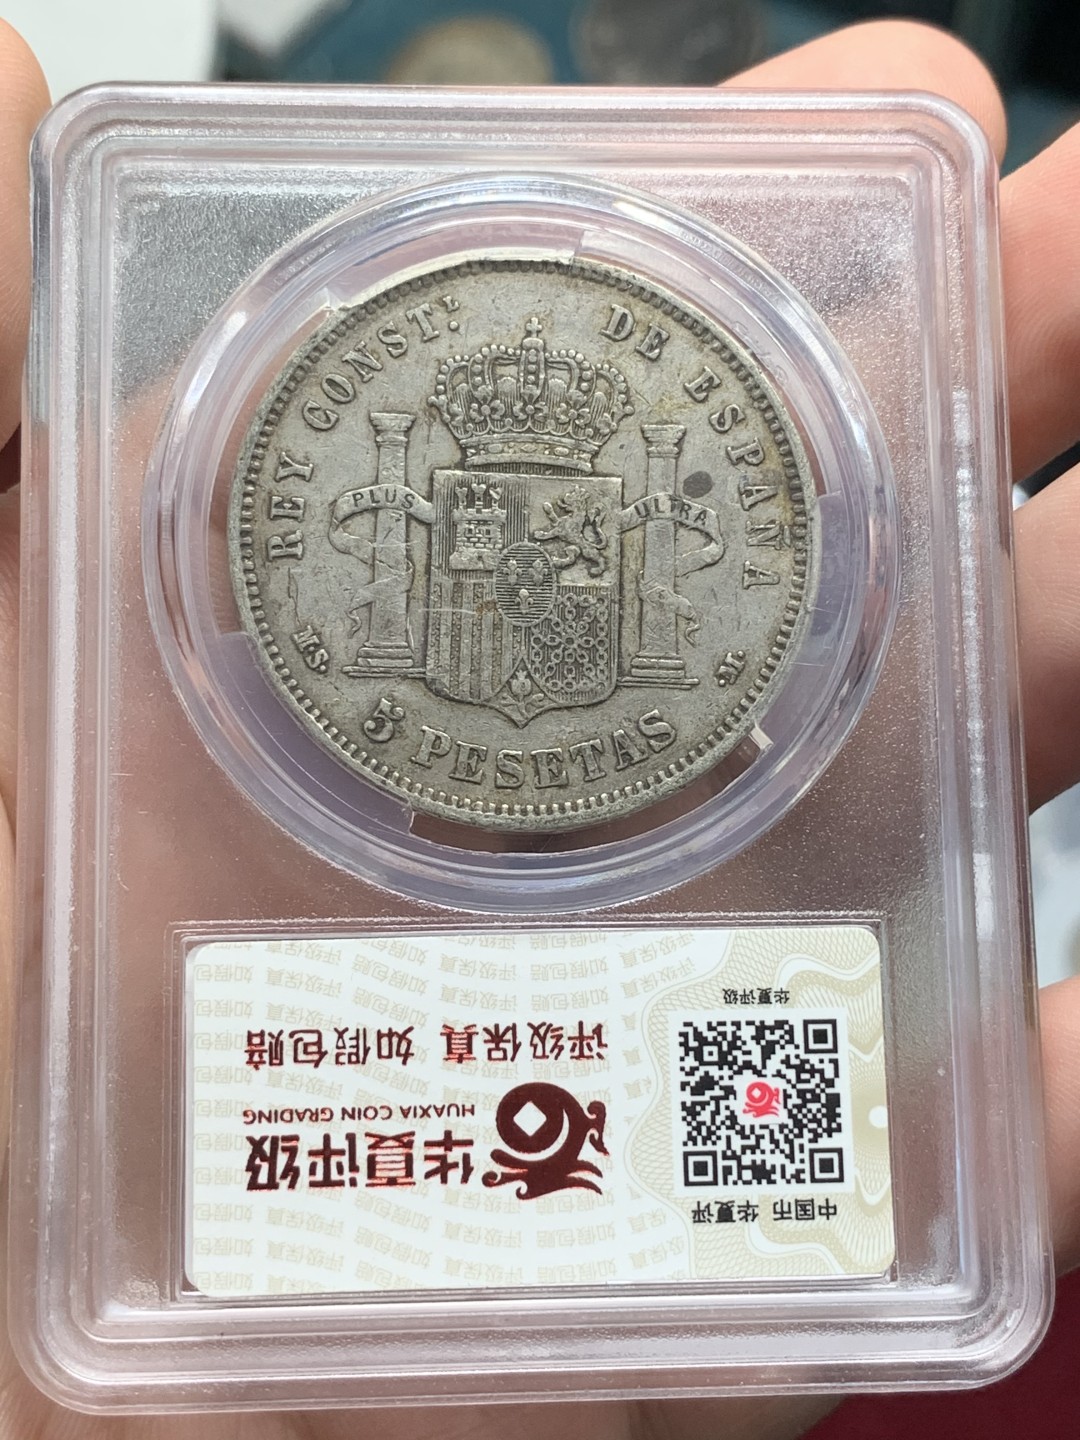 REY CONST.L DE ESPAÑA
PLUS ULTRA
M.S. M.
5 PESETAS
中国币 华夏评
华夏评级
华夏评级
HUAXIA COIN GRADING
评级保真 如假包赔